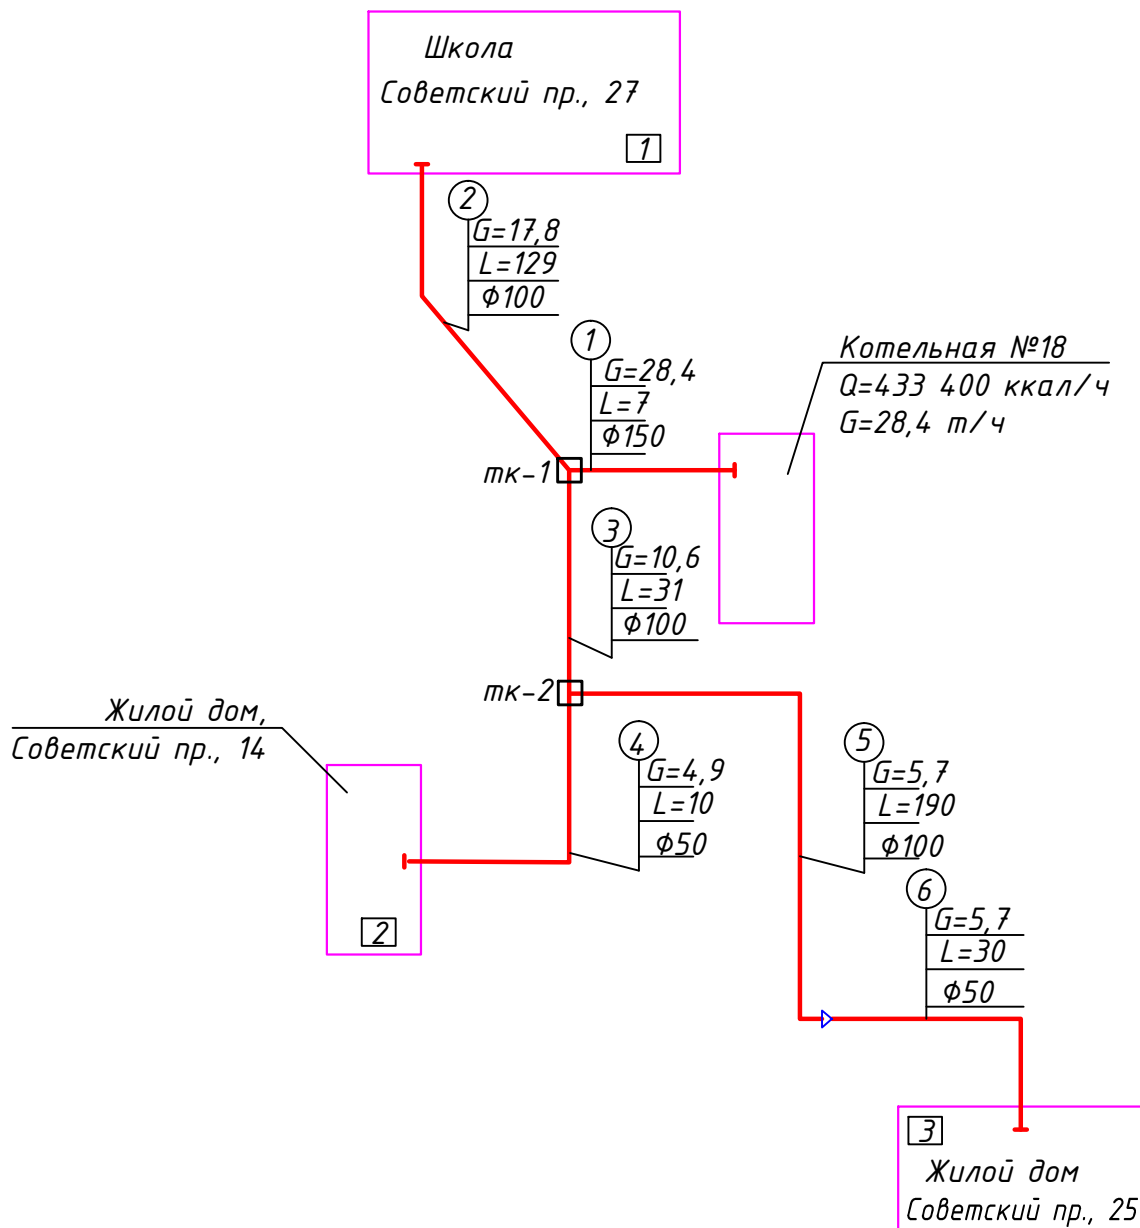 Школа
Советский пр., 27
1
2
G=17,8
L=129
Ф100
1
G=28,4
L=7
Ф150
Котельная №18
Q=433 400 ккал/ч
G=28,4 т/ч
тк-1
3
G=10,6
L=31
Ф100
тк-2
Жилой дом,
Советский пр., 14
2
4
G=4,9
L=10
Ф50
5
G=5,7
L=190
Ф100
6
G=5,7
L=30
Ф50
3
Жилой дом
Советский пр., 25